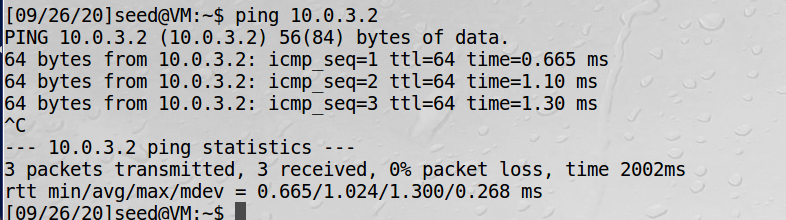 [09/26/20]seed@VM:~$ ping 10.0.3.2
PING 10.0.3.2 (10.0.3.2) 56(84) bytes of data.
64 bytes from 10.0.3.2: icmp_seq=1 ttl=64 time=0.665 ms
64 bytes from 10.0.3.2: icmp_seq=2 ttl=64 time=1.10 ms
64 bytes from 10.0.3.2: icmp_seq=3 ttl=64 time=1.30 ms
^C
--- 10.0.3.2 ping statistics ---
3 packets transmitted, 3 received, 0% packet loss, time 2002ms
rtt min/avg/max/mdev = 0.665/1.024/1.300/0.268 ms
[09/26/20]seed@VM:~$